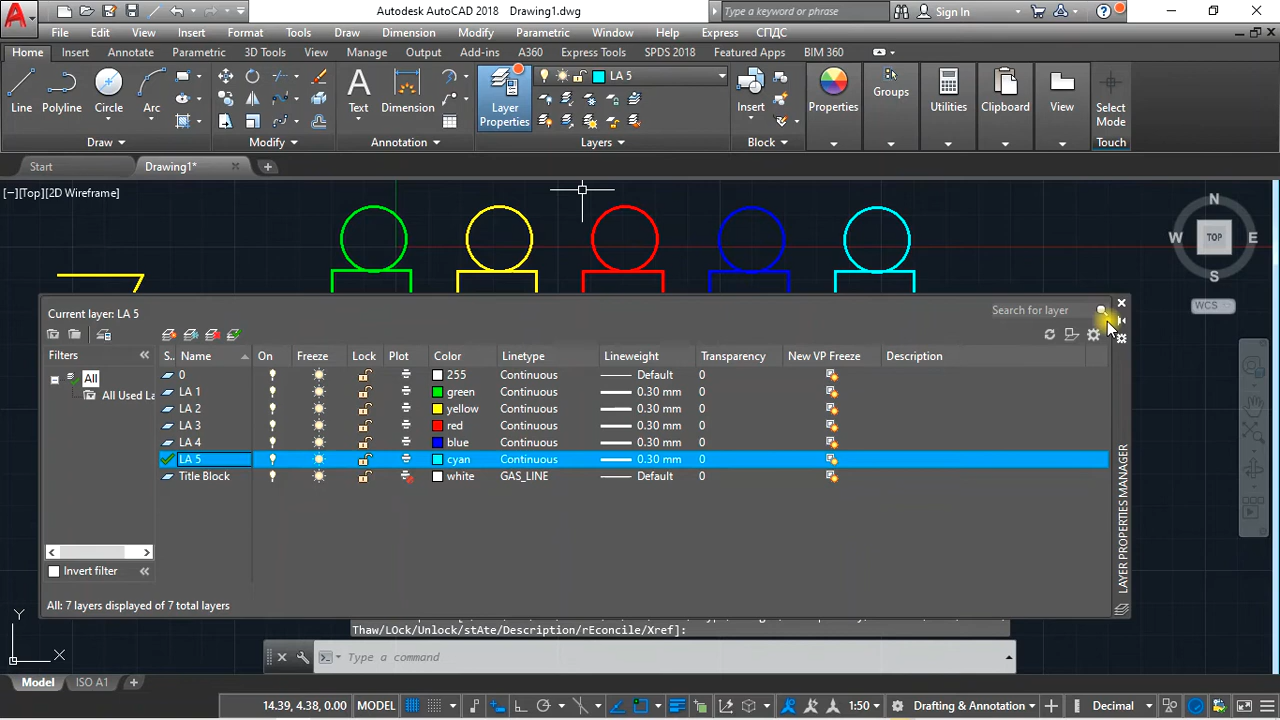 A Autodesk AutoCAD 2018 Drawing1.dwg Type a keyword or phrase Sign In
File Edit View Insert Format Tools Draw Dimension Modify Parametric Window Help Express СПДС
Home Insert Annotate Parametric 3D Tools View Manage Output Add-ins A360 Express Tools SPDS 2018 Featured Apps BIM 360
LA 5
Line Polyline Circle Arc Text Dimension Layer Properties Insert Properties Groups Utilities Clipboard View Select Mode
Draw Modify Annotation Layers Block Touch
Start Drawing1*
[−][Top][2D Wireframe]
N
W TOP E
S
WCS
Current layer: LA 5 Search for layer
Filters S.. Name On Freeze Lock Plot Color Linetype Lineweight Transparency New VP Freeze Description
All 0 255 Continuous Default 0
All Used La LA 1 green Continuous 0.30 mm 0
LA 2 yellow Continuous 0.30 mm 0
LA 3 red Continuous 0.30 mm 0
LA 4 blue Continuous 0.30 mm 0
LA 5 cyan Continuous 0.30 mm 0
Title Block white GAS_LINE Default 0
Invert filter
All: 7 layers displayed of 7 total layers
LAYER PROPERTIES MANAGER
Thaw/LOck/Unlock/stAte/Description/rEconcile/Xref]:
Y
X
Type a command
Model ISO A1
14.39, 4.38, 0.00 MODEL 1:50 Drafting & Annotation Decimal